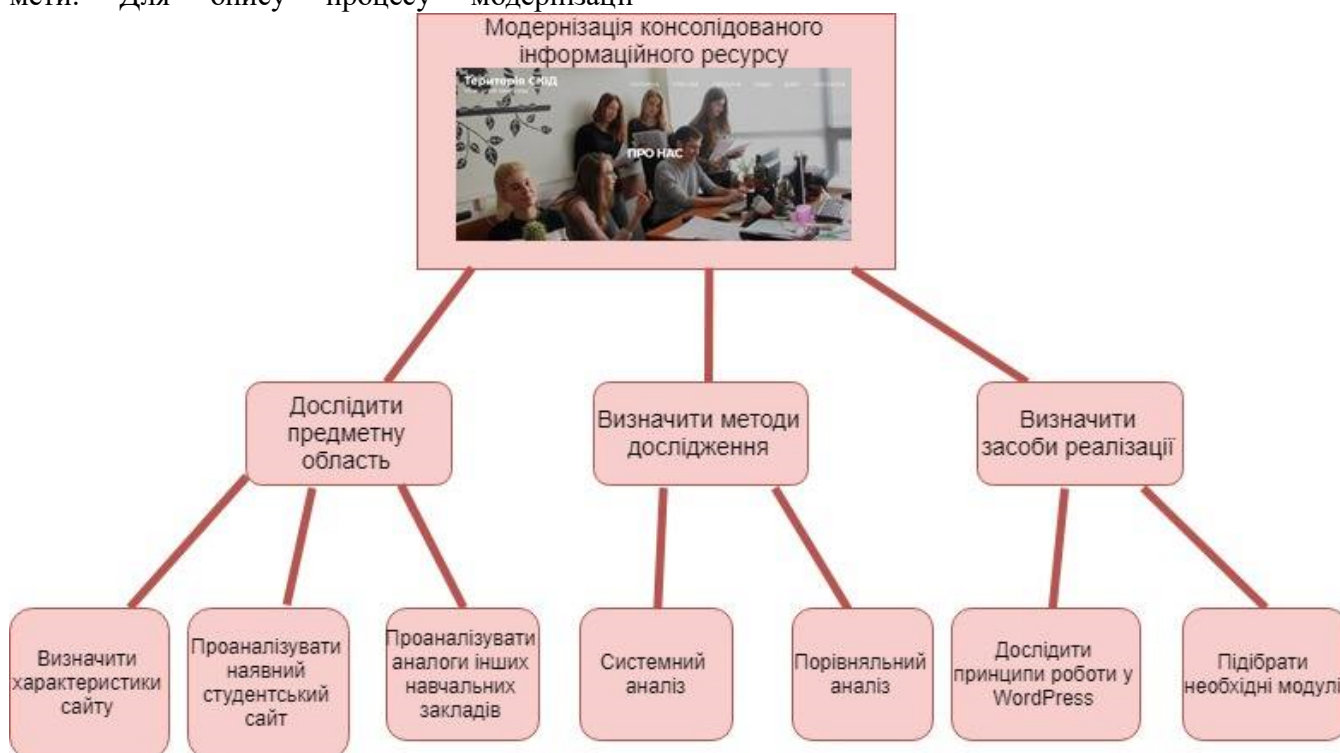 мети. Для опису процесу модернізації
Модернізація консолідованого
інформаційного ресурсу
Територія СКІД
ПРО НАС
Дослідити
предметну
область
Визначити методи
дослідження
Визначити
засоби реалізації
Визначити
характеристики
сайту
Проаналізувати
наявний
студентський
сайт
Проаналізувати
аналоги інших
навчальних
закладів
Системний
аналіз
Порівняльний
аналіз
Дослідити
принципи роботи у
WordPress
Підібрати
необхідні модулі